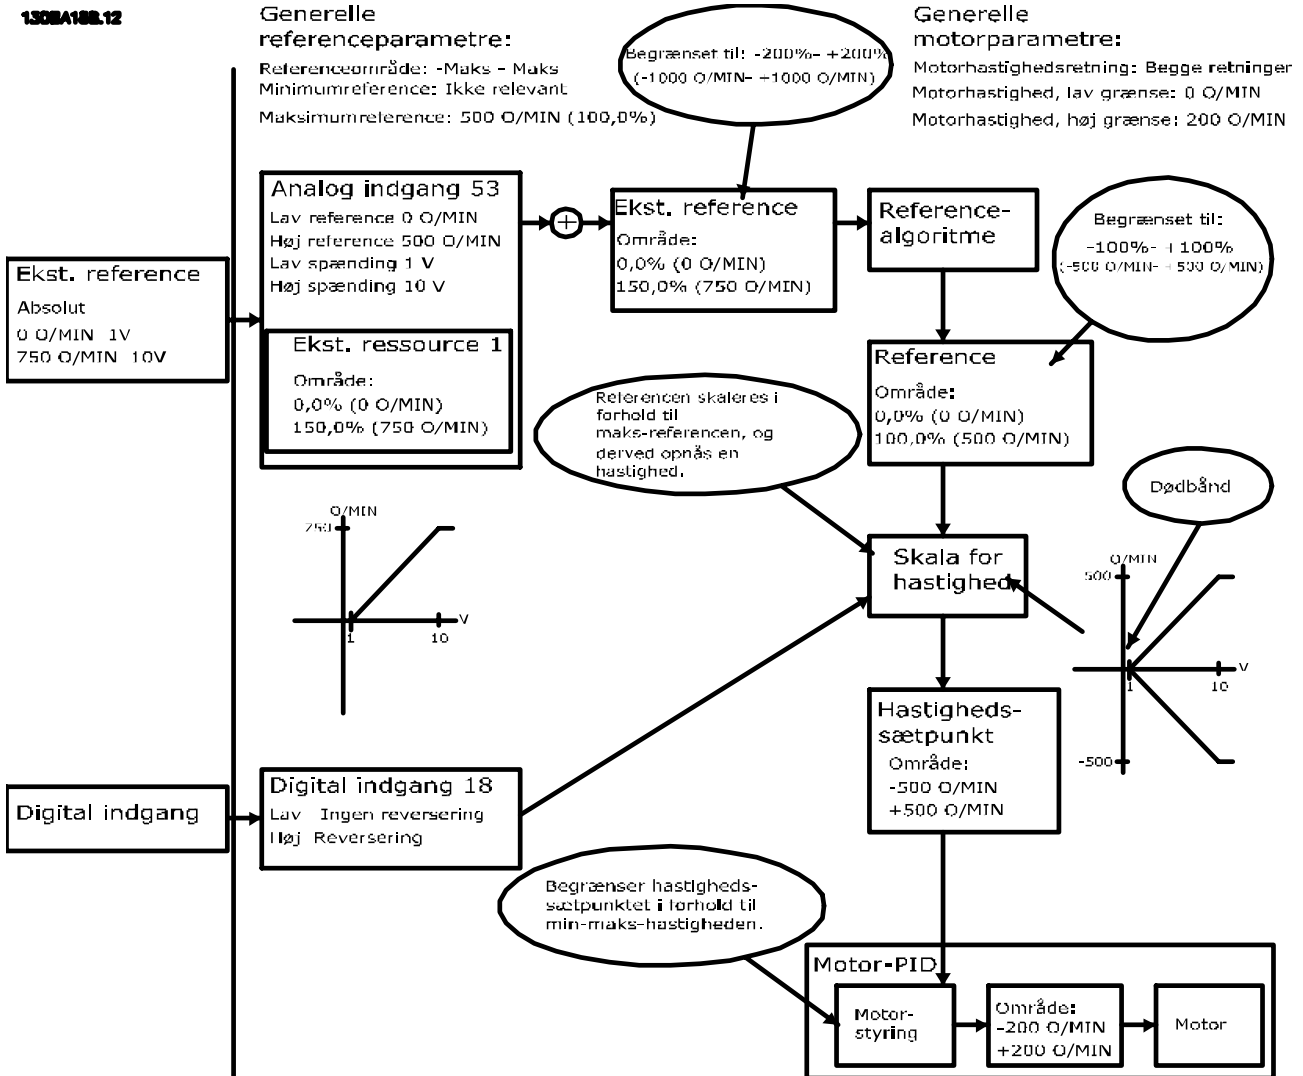 130BA188.12
Generelle
referenceparametre:
Referenceområde: -Maks - Maks
Minimumreference: Ikke relevant
Maksimumreference: 500 O/MIN (100,0%)
Begrænset til: -200%- +200%
(-1000 O/MIN- +1000 O/MIN)
Generelle
motorparametre:
Motorhastighedsretning: Begge retninger
Motorhastighed, lav grænse: 0 O/MIN
Motorhastighed, høj grænse: 200 O/MIN
Ekst. reference
Absolut
0 O/MIN 1V
750 O/MIN 10V
Analog indgang 53
Lav reference 0 O/MIN
Høj reference 500 O/MIN
Lav spænding 1 V
Høj spænding 10 V
Ekst. ressource 1
Område:
0,0% (0 O/MIN)
150,0% (750 O/MIN)
+
Ekst. reference
Område:
0,0% (0 O/MIN)
150,0% (750 O/MIN)
Reference-
algoritme
Begrænset til:
-100%- +100%
(-500 O/MIN- +500 O/MIN)
Reference
Område:
0,0% (0 O/MIN)
100,0% (500 O/MIN)
Referencen skaleres i
forhold til
maks-referencen, og
derved opnås en
hastighed.
Dødbånd
O/MIN
750
V
1
10
Skala for
hastighed
O/MIN
500
V
1
10
-500
Hastigheds-
sætpunkt
Område:
-500 O/MIN
+500 O/MIN
Digital indgang
Digital indgang 18
Lav Ingen reversering
Høj Reversering
Begrænser hastigheds-
sætpunktet i forhold til
min-maks-hastigheden.
Motor-PID
Motor-
styring
Område:
-200 O/MIN
+200 O/MIN
Motor